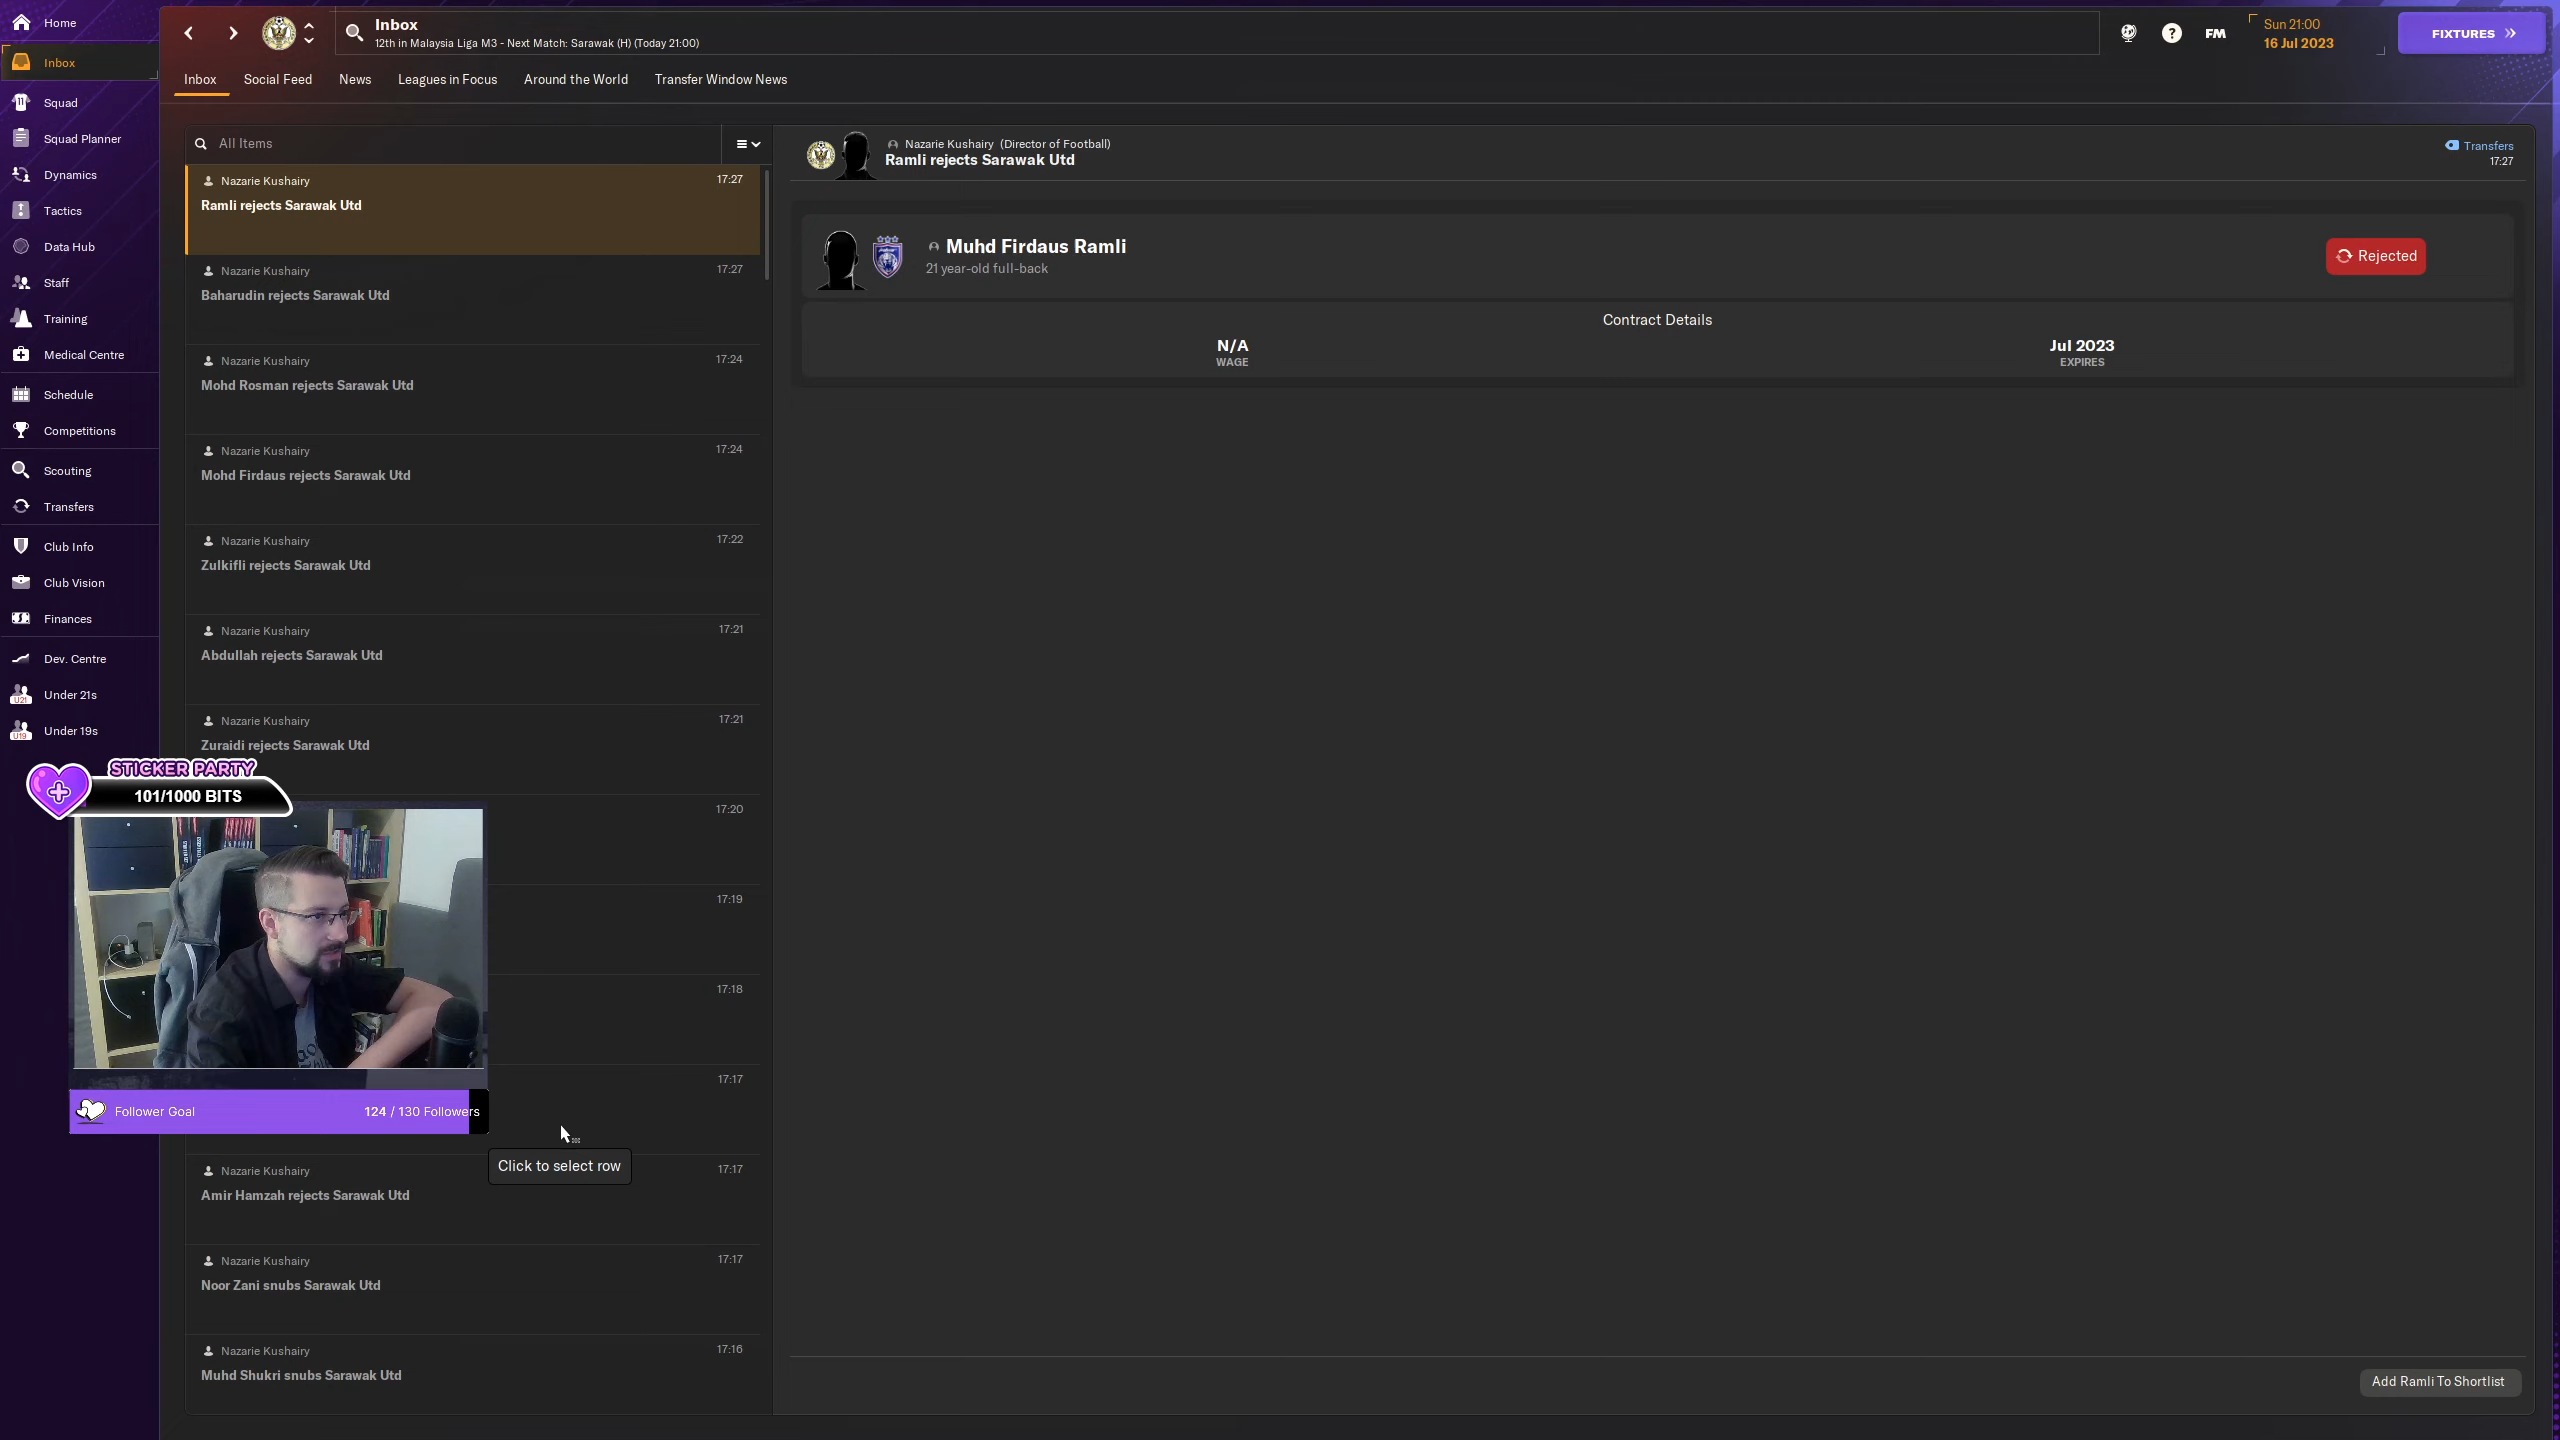 Home
Inbox
Squad
Squad Planner
Dynamics
Tactics
Data Hub
Staff
Training
Medical Centre
Schedule
Competitions
Scouting
Transfers
Club Info
Club Vision
Finances
Dev. Centre
U21
Under 21s
U19
Under 19s
Inbox
12th in Malaysia Liga M3 - Next Match: Sarawak (H) (Today 21:00)
?
FM
Sun 21:00
16 Jul 2023
FIXTURES
Inbox
Social Feed
News
Leagues in Focus
Around the World
Transfer Window News
All Items
Nazarie Kushairy
17:27
Ramli rejects Sarawak Utd
Nazarie Kushairy
17:27
Baharudin rejects Sarawak Utd
Nazarie Kushairy
17:24
Mohd Rosman rejects Sarawak Utd
Nazarie Kushairy
17:24
Mohd Firdaus rejects Sarawak Utd
Nazarie Kushairy
17:22
Zulkifli rejects Sarawak Utd
Nazarie Kushairy
17:21
Abdullah rejects Sarawak Utd
Nazarie Kushairy
17:21
Zuraidi rejects Sarawak Utd
17:20
17:19
17:18
17:17
Nazarie Kushairy
17:17
Amir Hamzah rejects Sarawak Utd
Nazarie Kushairy
17:17
Noor Zani snubs Sarawak Utd
Nazarie Kushairy
17:16
Muhd Shukri snubs Sarawak Utd
STICKER PARTY
101/1000 BITS
Follower Goal
124 / 130 Followers
Click to select row
Nazarie Kushairy (Director of Football)
Ramli rejects Sarawak Utd
Transfers
17:27
Muhd Firdaus Ramli
21 year-old full-back
Rejected
Contract Details
N/A
WAGE
Jul 2023
EXPIRES
Add Ramli To Shortlist